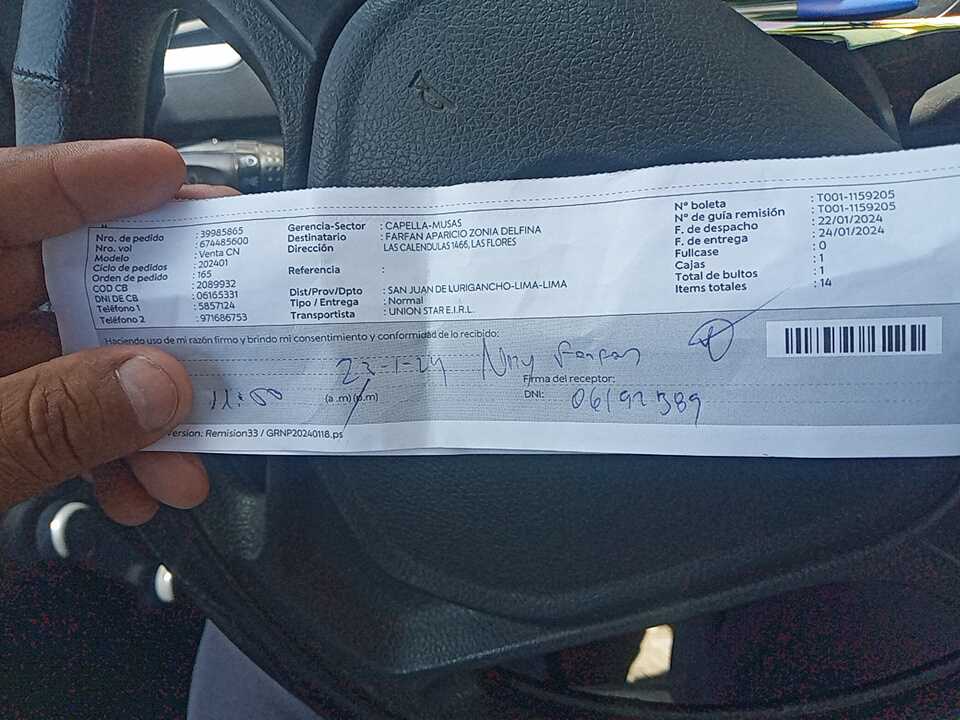 Nro. de pedido : 39985865
Nro. vol : 674485600
Modelo : Venta CN
Ciclo de pedidos : 202401
Orden de pedido : 165
COD CB : 2089932
DNI DE CB : 06165331
Teléfono 1 : 5857124
Teléfono 2 : 971686753
Gerencia-Sector : CAPELLA-MUSAS
Destinatario : FARFAN APARICIO ZONIA DELFINA
Dirección LAS CALENDULAS 1466, LAS FLORES
Referencia :
Dist/Prov/Dpto : SAN JUAN DE LURIGANCHO-LIMA-LIMA
Tipo / Entrega : Normal
Transportista : UNION STAR E.I.R.L.
N° boleta : T001-1159205
N° de guía remisión : T001-1159205
F. de despacho : 22/01/2024
F. de entrega : 24/01/2024
Fullcase : 0
Cajas : 1
Total de bultos : 1
Items totales : 14
Haciendo uso de mi razón firmo y brindo mi consentimiento y conformidad de lo recibido:
23-1-24 Farfan
Firma del receptor:
11:00 (a.m)(p.m) DNI: 06192389
ersion: Remision33 / GRNP20240118.ps